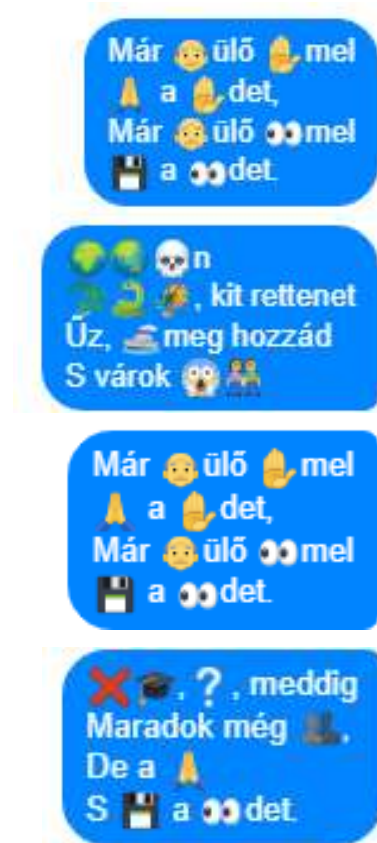 Már 👴ülő ✋mel
🙏 a ✋det,
Már 👴ülő 👀mel
💾 a 👀det.
🌍🌏 💀n
🦖🐊🥀, kit rettenet
Űz, 🛳meg hozzád
S várok 😱👭
Már 👴ülő ✋mel
🙏 a ✋det,
Már 👴ülő 👀mel
💾 a 👀det.
❌🎓, ❓, meddig
Maradok még 👥,
De a 🙏
S 💾 a 👀det.